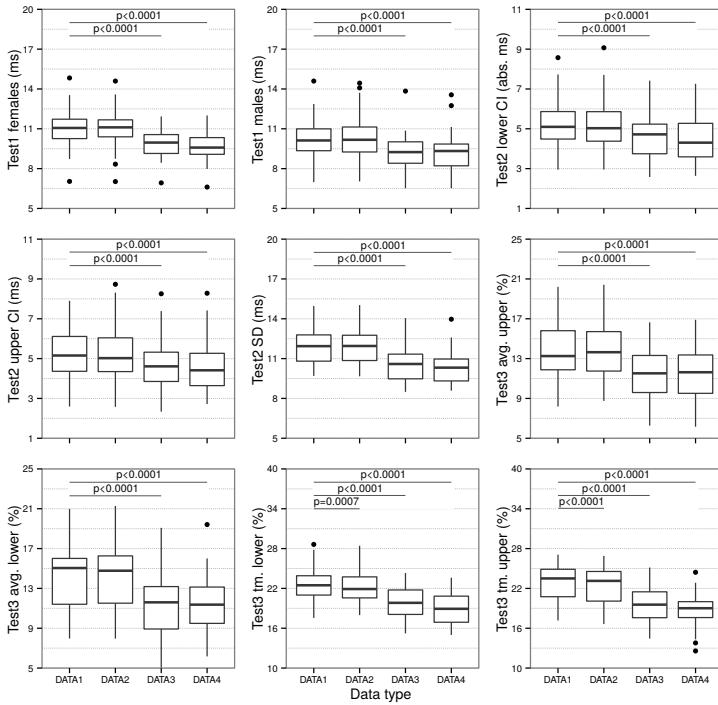 Test1 females (ms)
20
17
14
11
8
5
p<0.0001
p<0.0001
Test1 males (ms)
20
17
14
11
8
5
p<0.0001
p<0.0001
Test2 lower CI (abs. ms)
11
9
7
5
3
1
p<0.0001
p<0.0001
Test2 upper CI (ms)
11
9
7
5
3
1
p<0.0001
p<0.0001
Test2 SD (ms)
20
17
14
11
8
5
p<0.0001
p<0.0001
Test3 avg. upper (%)
25
21
17
13
9
5
p<0.0001
p<0.0001
Test3 avg. lower (%)
25
21
17
13
9
5
p<0.0001
p<0.0001
DATA1 DATA2 DATA3 DATA4
Test3 tm. lower (%)
40
34
28
22
16
10
p<0.0001
p<0.0001
p=0.0007
DATA1 DATA2 DATA3 DATA4
Test3 tm. upper (%)
40
34
28
22
16
10
p<0.0001
p<0.0001
p<0.0001
DATA1 DATA2 DATA3 DATA4
Data type